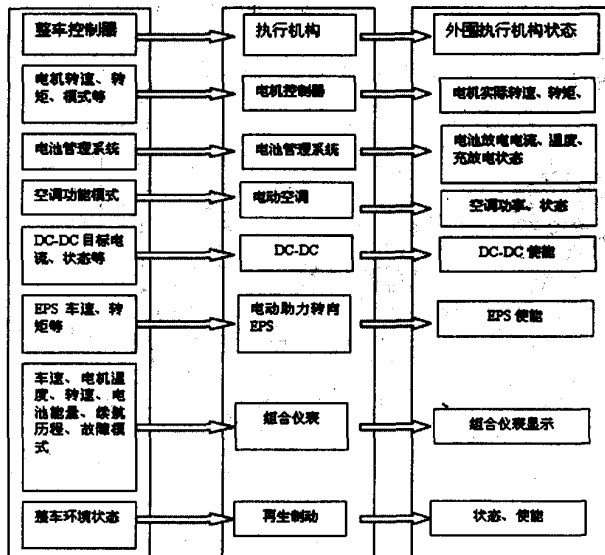 整车控制器
执行机构
外围执行机构状态
电机转速、转
矩、模式等
电机控制器
电机实际转速、转矩、
电池管理系统
电池管理系统
电池放电电流、温度、
充放电状态
空调功能模式
电动空调
空调功率、状态
DC-DC 目标电
流、状态等
DC-DC
DC-DC 使能
EPS 车速、转
矩等
电动助力转向
EPS
EPS 使能
车速、电机温
度、转速、电
池能量、续航
历程、故障模
式
组合仪表
组合仪表显示
整车环境状态
再生制动
状态、使能